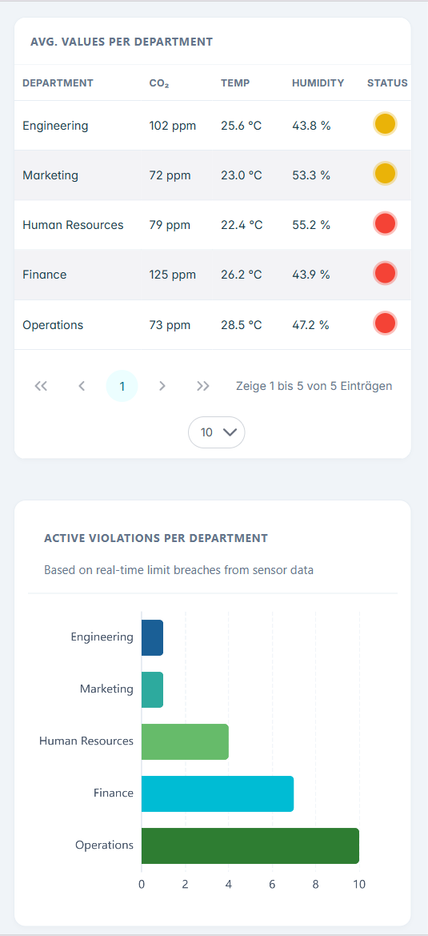 AVG. VALUES PER DEPARTMENT
DEPARTMENT CO₂ TEMP HUMIDITY STATUS
Engineering 102 ppm 25.6 °C 43.8 %
Marketing 72 ppm 23.0 °C 53.3 %
Human Resources 79 ppm 22.4 °C 55.2 %
Finance 125 ppm 26.2 °C 43.9 %
Operations 73 ppm 28.5 °C 47.2 %
1 Zeige 1 bis 5 von 5 Einträgen
10
ACTIVE VIOLATIONS PER DEPARTMENT
Based on real-time limit breaches from sensor data
Engineering
Marketing
Human Resources
Finance
Operations
0 2 4 6 8 10